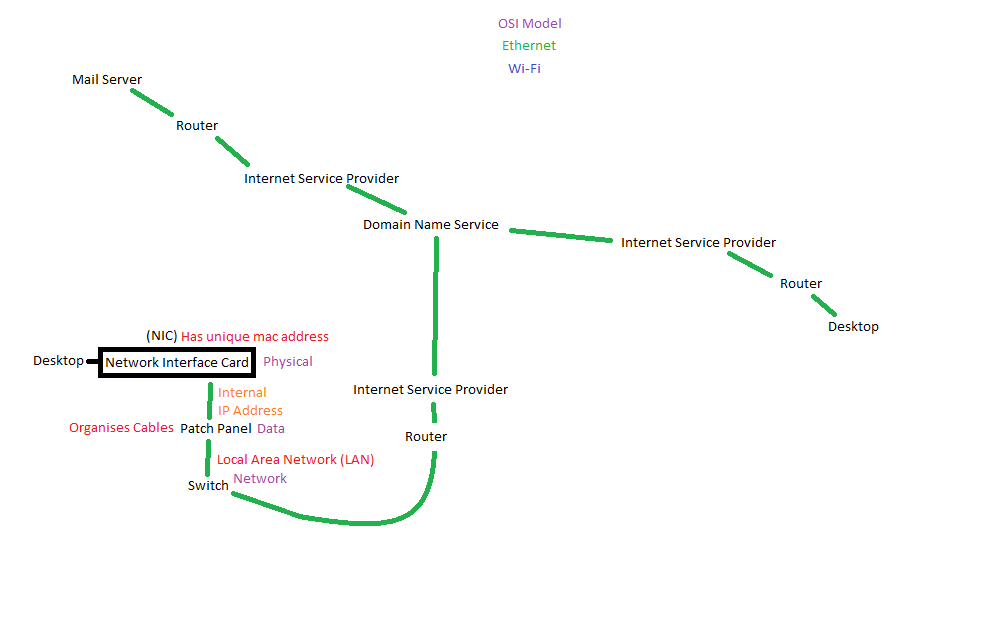 OSI Model
Ethernet
Wi-Fi
Mail Server
Router
Internet Service Provider
Domain Name Service
Internet Service Provider
Router
Desktop
(NIC) Has unique mac address
Desktop
Network Interface Card
Physical
Internal
IP Address
Organises Cables
Patch Panel
Data
Local Area Network (LAN)
Network
Switch
Internet Service Provider
Router